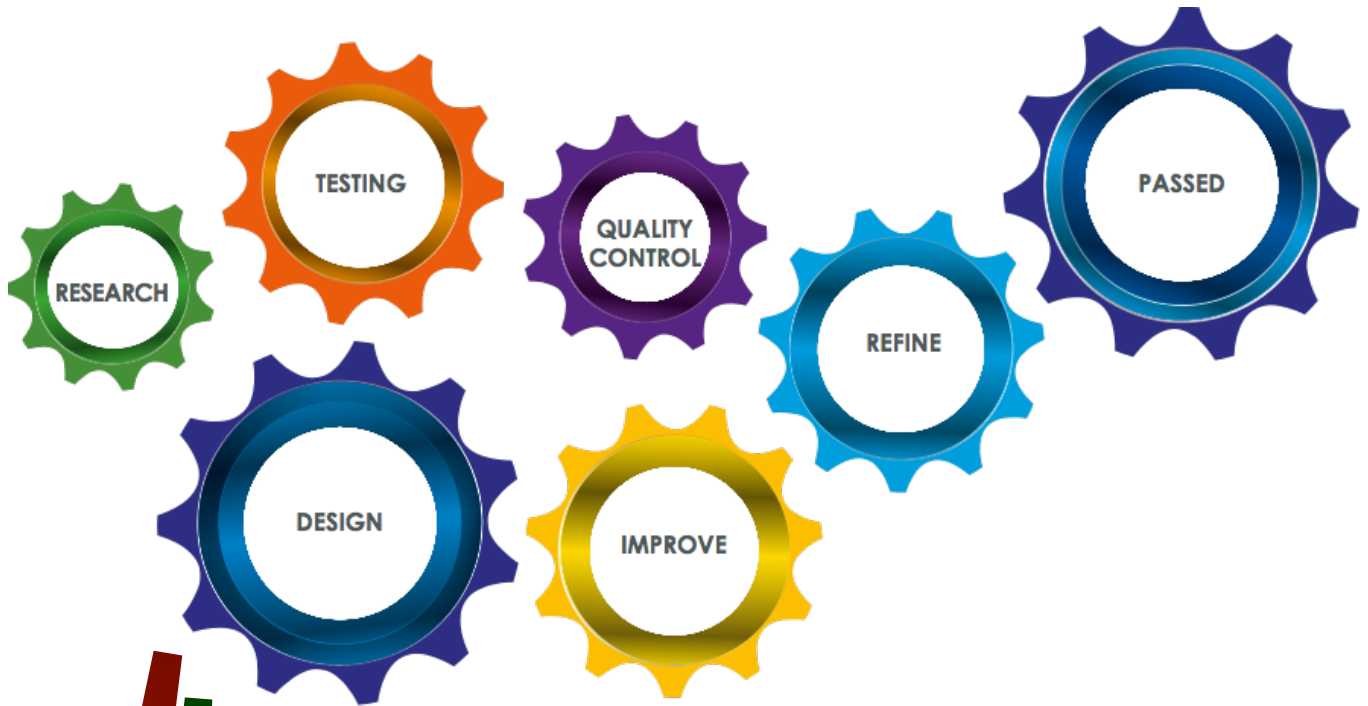 TESTING
PASSED
QUALITY
CONTROL
RESEARCH
REFINE
DESIGN
IMPROVE